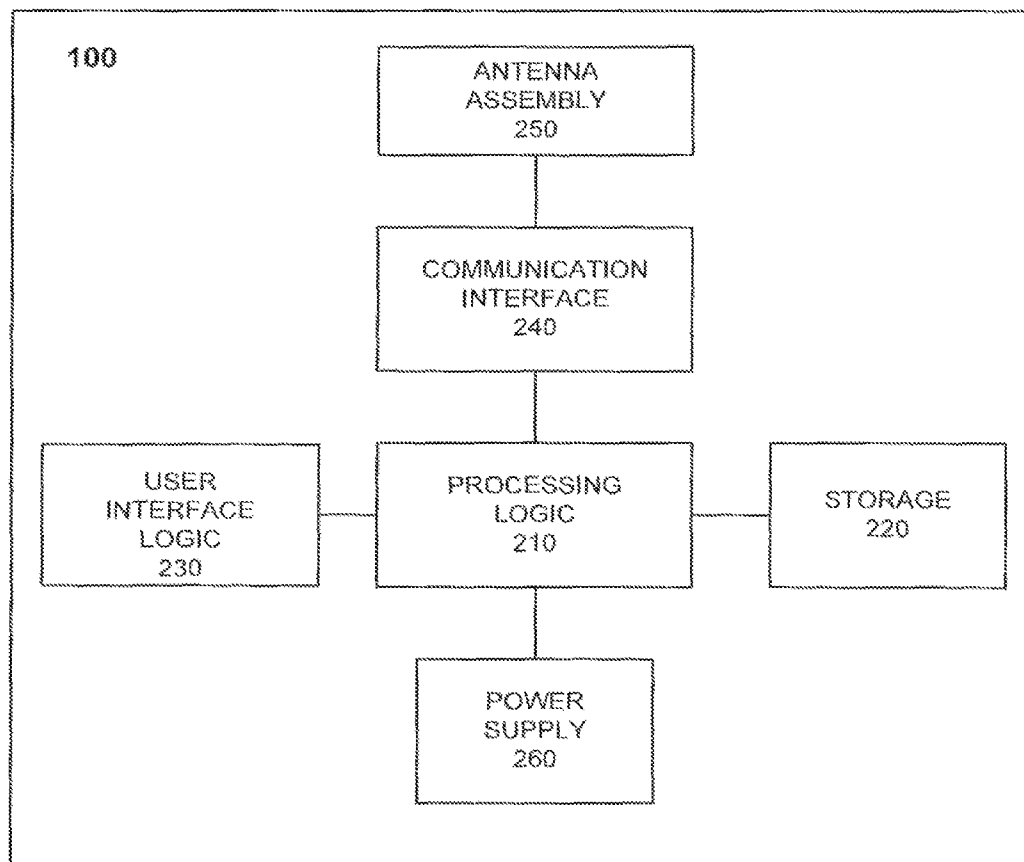 100
ANTENNA
ASSEMBLY
250
COMMUNICATION
INTERFACE
240
USER
INTERFACE
LOGIC
230
PROCESSING
LOGIC
210
STORAGE
220
POWER
SUPPLY
260